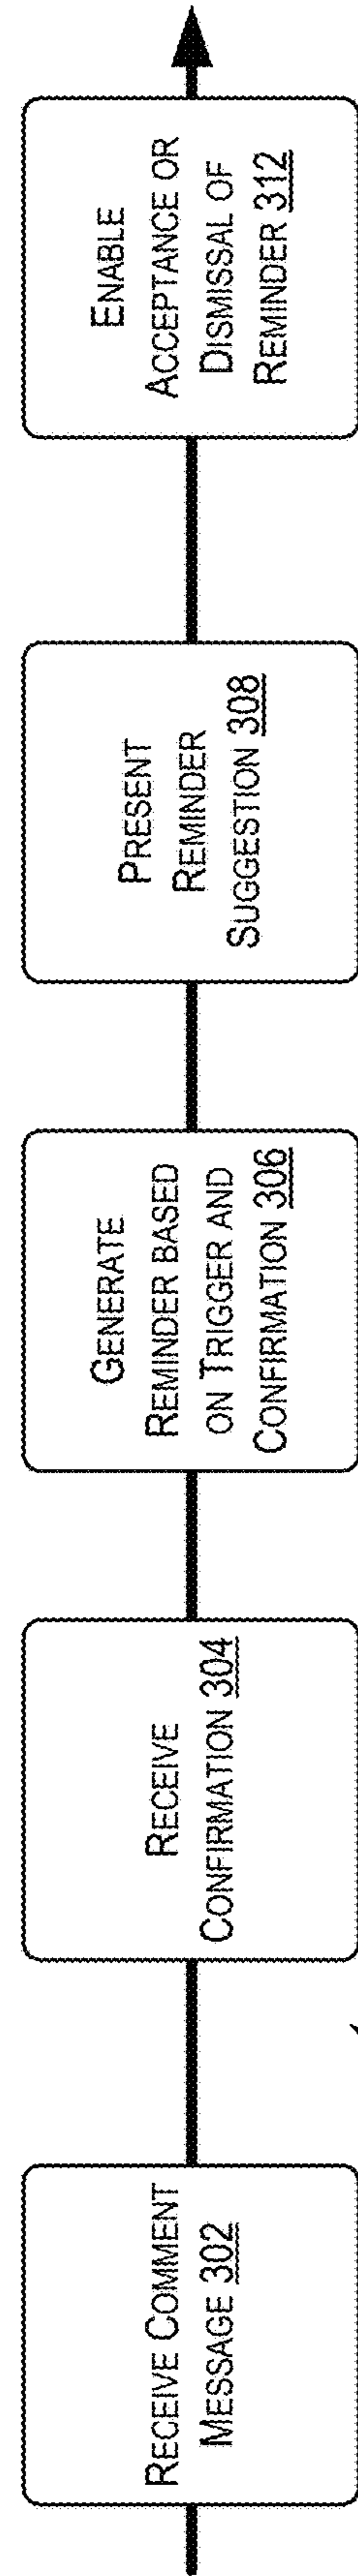 RECEIVE COMMENT
MESSAGE 302
RECEIVE
CONFIRMATION 304
GENERATE
REMINDER BASED
ON TRIGGER AND
CONFIRMATION 306
PRESENT
REMINDER
SUGGESTION 308
ENABLE
ACCEPTANCE OR
DISMISSAL OF
REMINDER 312